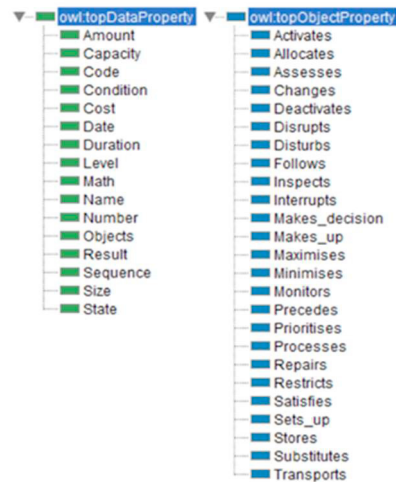 owl:topDataProperty
Amount
Capacity
Code
Condition
Cost
Date
Duration
Level
Math
Name
Number
Objects
Result
Sequence
Size
State
owl:topObjectProperty
Activates
Allocates
Assesses
Changes
Deactivates
Disrupts
Disturbs
Follows
Inspects
Interrupts
Makes_decision
Makes_up
Maximises
Minimises
Monitors
Precedes
Prioritises
Processes
Repairs
Restricts
Satisfies
Sets_up
Stores
Substitutes
Transports